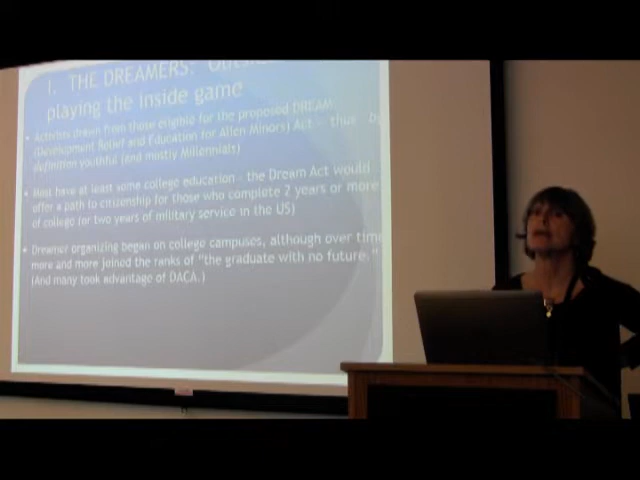 I. THE DREAMERS: Outsid
playing the inside game
• Activists drawn from those eligible for the proposed DREAM
(Development Relief and Education for Alien Minors) Act - thus b
definition youthful (and mostly Millennials)
• Most have at least some college education - the Dream Act would
offer a path to citizenship for those who complete 2 years or more
of college (or two years of military service in the US)
• Dreamer organizing began on college campuses, although over time
more and more joined the ranks of "the graduate with no future."
(And many took advantage of DACA.)